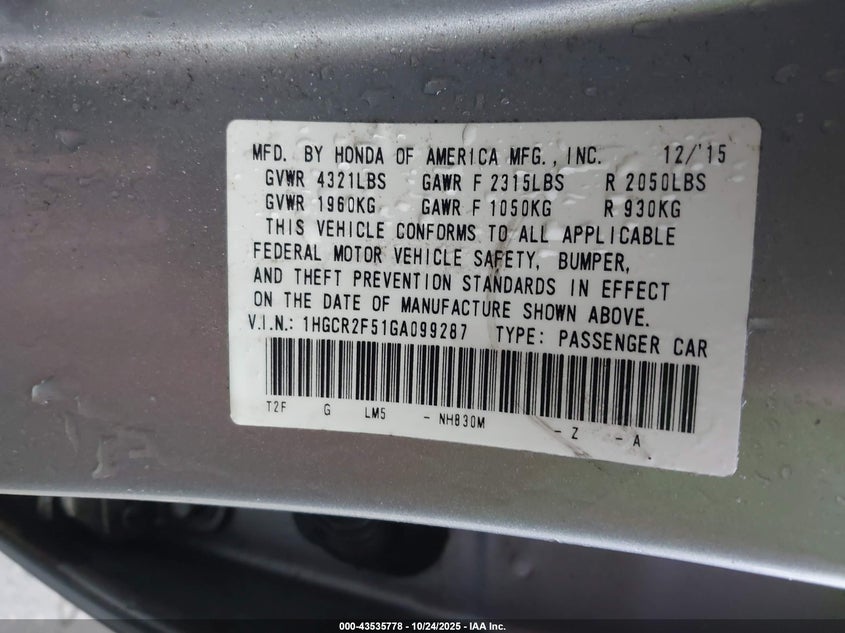 MFD. BY HONDA OF AMERICA MFG., INC. 12/'15
GVWR 4321LBS GAWR F 2315LBS R 2050LBS
GVWR 1960KG GAWR F 1050KG R 930KG
THIS VEHICLE CONFORMS TO ALL APPLICABLE
FEDERAL MOTOR VEHICLE SAFETY, BUMPER,
AND THEFT PREVENTION STANDARDS IN EFFECT
ON THE DATE OF MANUFACTURE SHOWN ABOVE.
V.I.N.: 1HGCR2F51GA099287 TYPE: PASSENGER CAR
T2F G LM5 - NH830M - Z - A
000-43535778 - 10/24/2025 - IAA Inc.